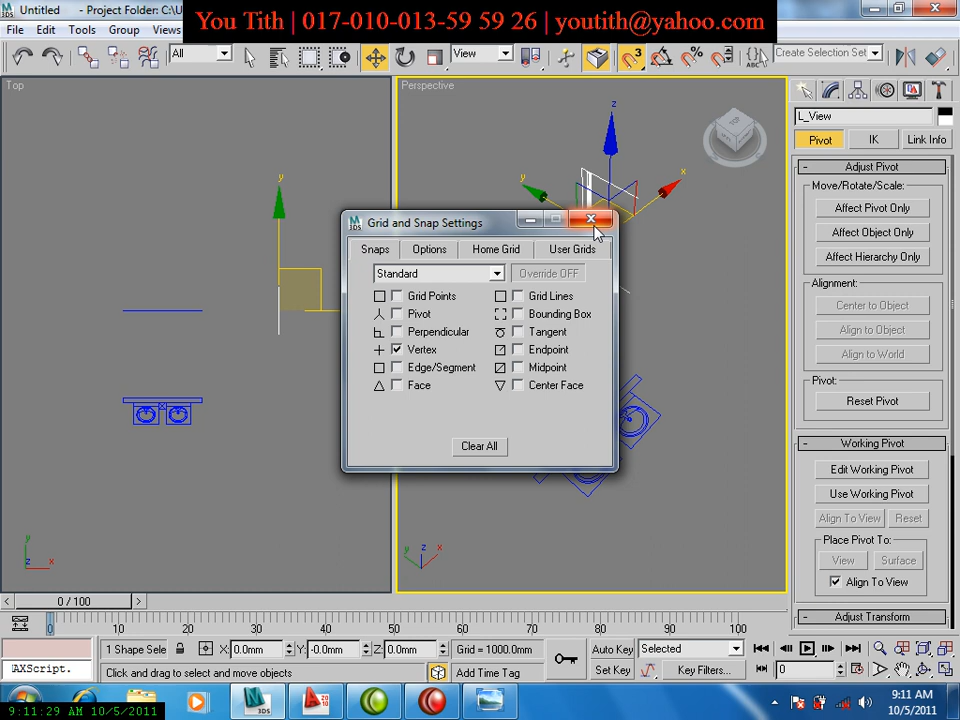 Untitled - Project Folder: C:\U
You Tith | 017-010-013-59 59 26 | youtith@yahoo.com
File Edit Tools Group Views
All
View
3
Create Selection Set
Top
Perspective
L_View
Pivot IK Link Info
Adjust Pivot
Move/Rotate/Scale:
Affect Pivot Only
Affect Object Only
Affect Hierarchy Only
Alignment:
Center to Object
Align to Object
Align to World
Pivot:
Reset Pivot
Working Pivot
Edit Working Pivot
Use Working Pivot
Align To View Reset
Place Pivot To:
View Surface
Align To View
Adjust Transform
Grid and Snap Settings
Snaps Options Home Grid User Grids
Standard Override OFF
Grid Points Grid Lines
Pivot Bounding Box
Perpendicular Tangent
Vertex Endpoint
Edge/Segment Midpoint
Face Center Face
Clear All
z
y
x
y
y
z x
y z x
0 / 100
0 10 20 30 40 50 60 70 80 90 100
1 Shape Sele X: 0.0mm Y: -0.0mm Z: 0.0mm Grid = 1000.0mm Auto Key Selected
AXScript. Click and drag to select and move objects Add Time Tag Set Key Key Filters... 0
9:11:29 AM 10/5/2011
9:11 AM
10/5/2011